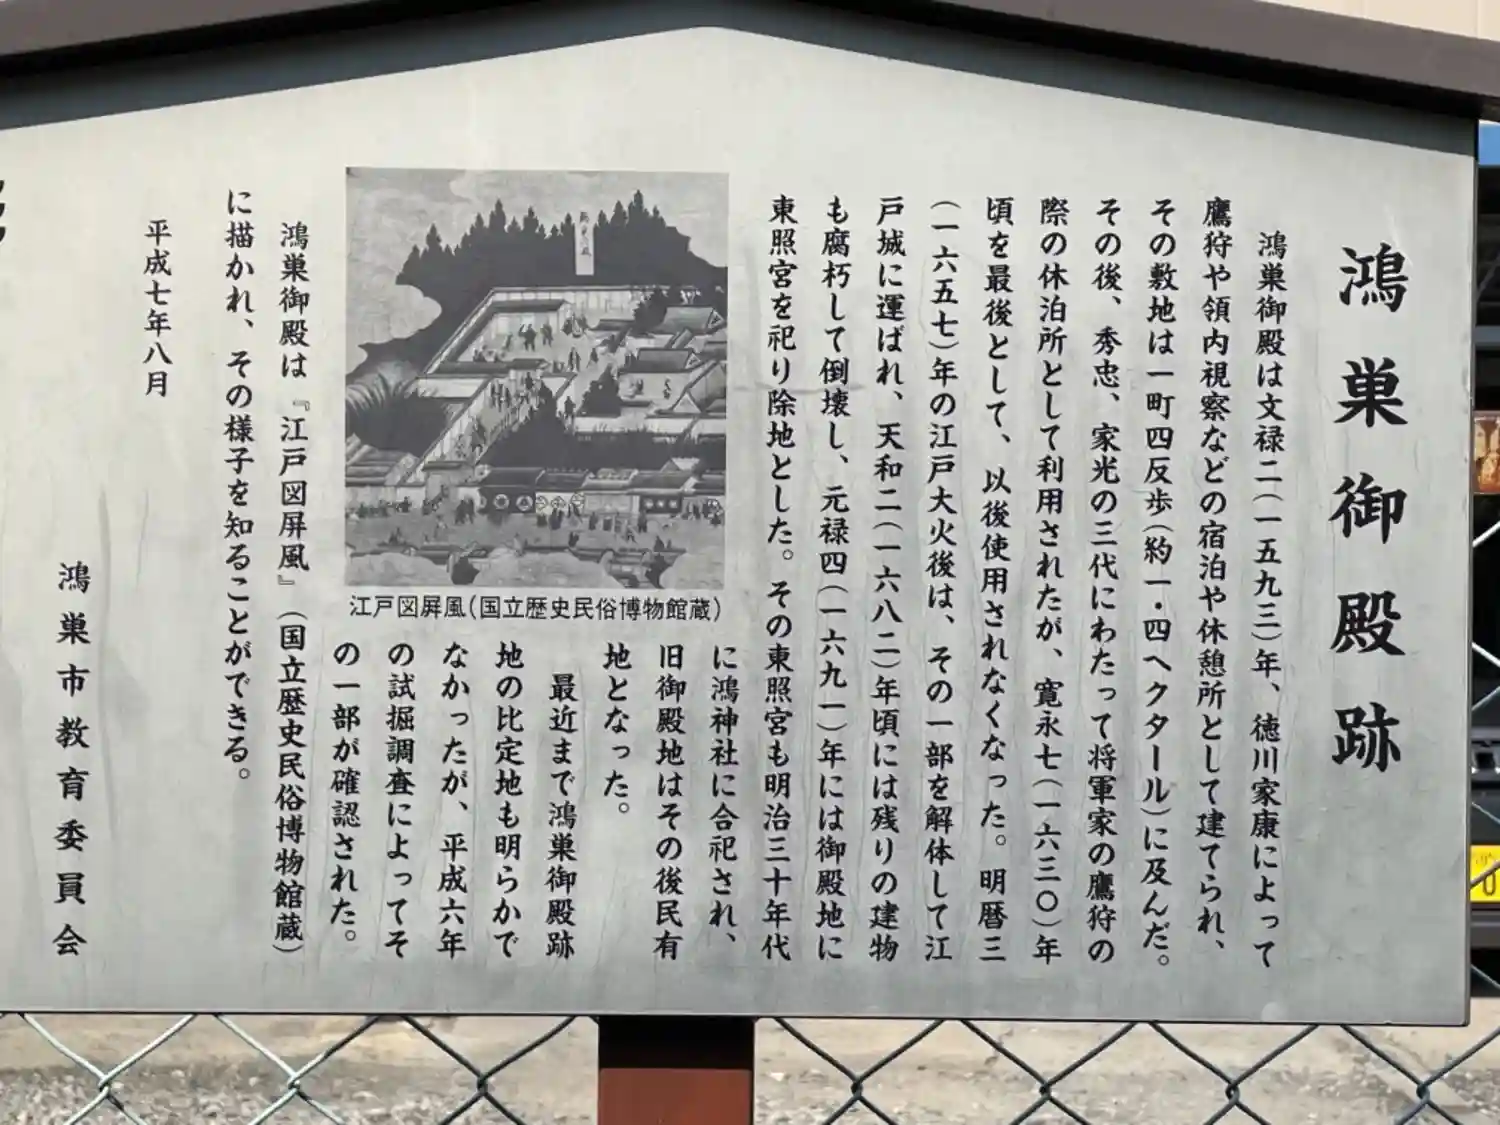 鴻巣御殿跡
鴻巣御殿は文禄二(一五九三)年、徳川家康によって
鷹狩や領内視察などの宿泊や休憩所として建てられ、
その敷地は一町四反歩(約一・四ヘクタール)に及んだ。
その後、秀忠、家光の三代にわたって将軍家の鷹狩の
際の休泊所として利用されたが、寛永七(一六三〇)年
頃を最後として、以後使用されなくなった。明暦三
(一六五七)年の江戸大火後は、その一部を解体して江
戸城に運ばれ、天和二(一六八二)年頃には残りの建物
も腐朽して倒壊し、元禄四(一六九一)年には御殿地に
東照宮を祀り除地とした。その東照宮も明治三十年代
に鴻神社に合祀され、
旧御殿地はその後民有
地となった。
最近まで鴻巣御殿跡
地の比定地も明らかで
なかったが、平成六年
の試掘調査によってそ
の一部が確認された。
江戸図屏風(国立歴史民俗博物館蔵)
鴻巣御殿は『江戸図屏風』(国立歴史民俗博物館蔵)
に描かれ、その様子を知ることができる。
平成七年八月
鴻巣市教育委員会